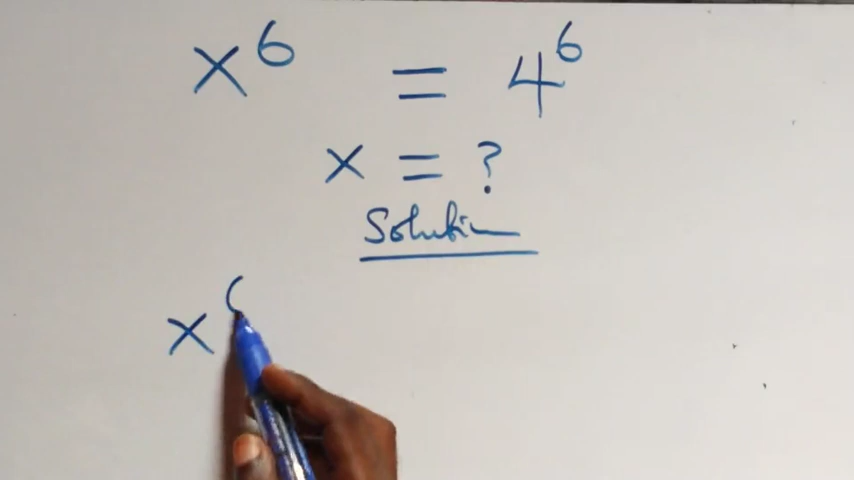 x⁶ = 4⁶
x = ?
Solution
x